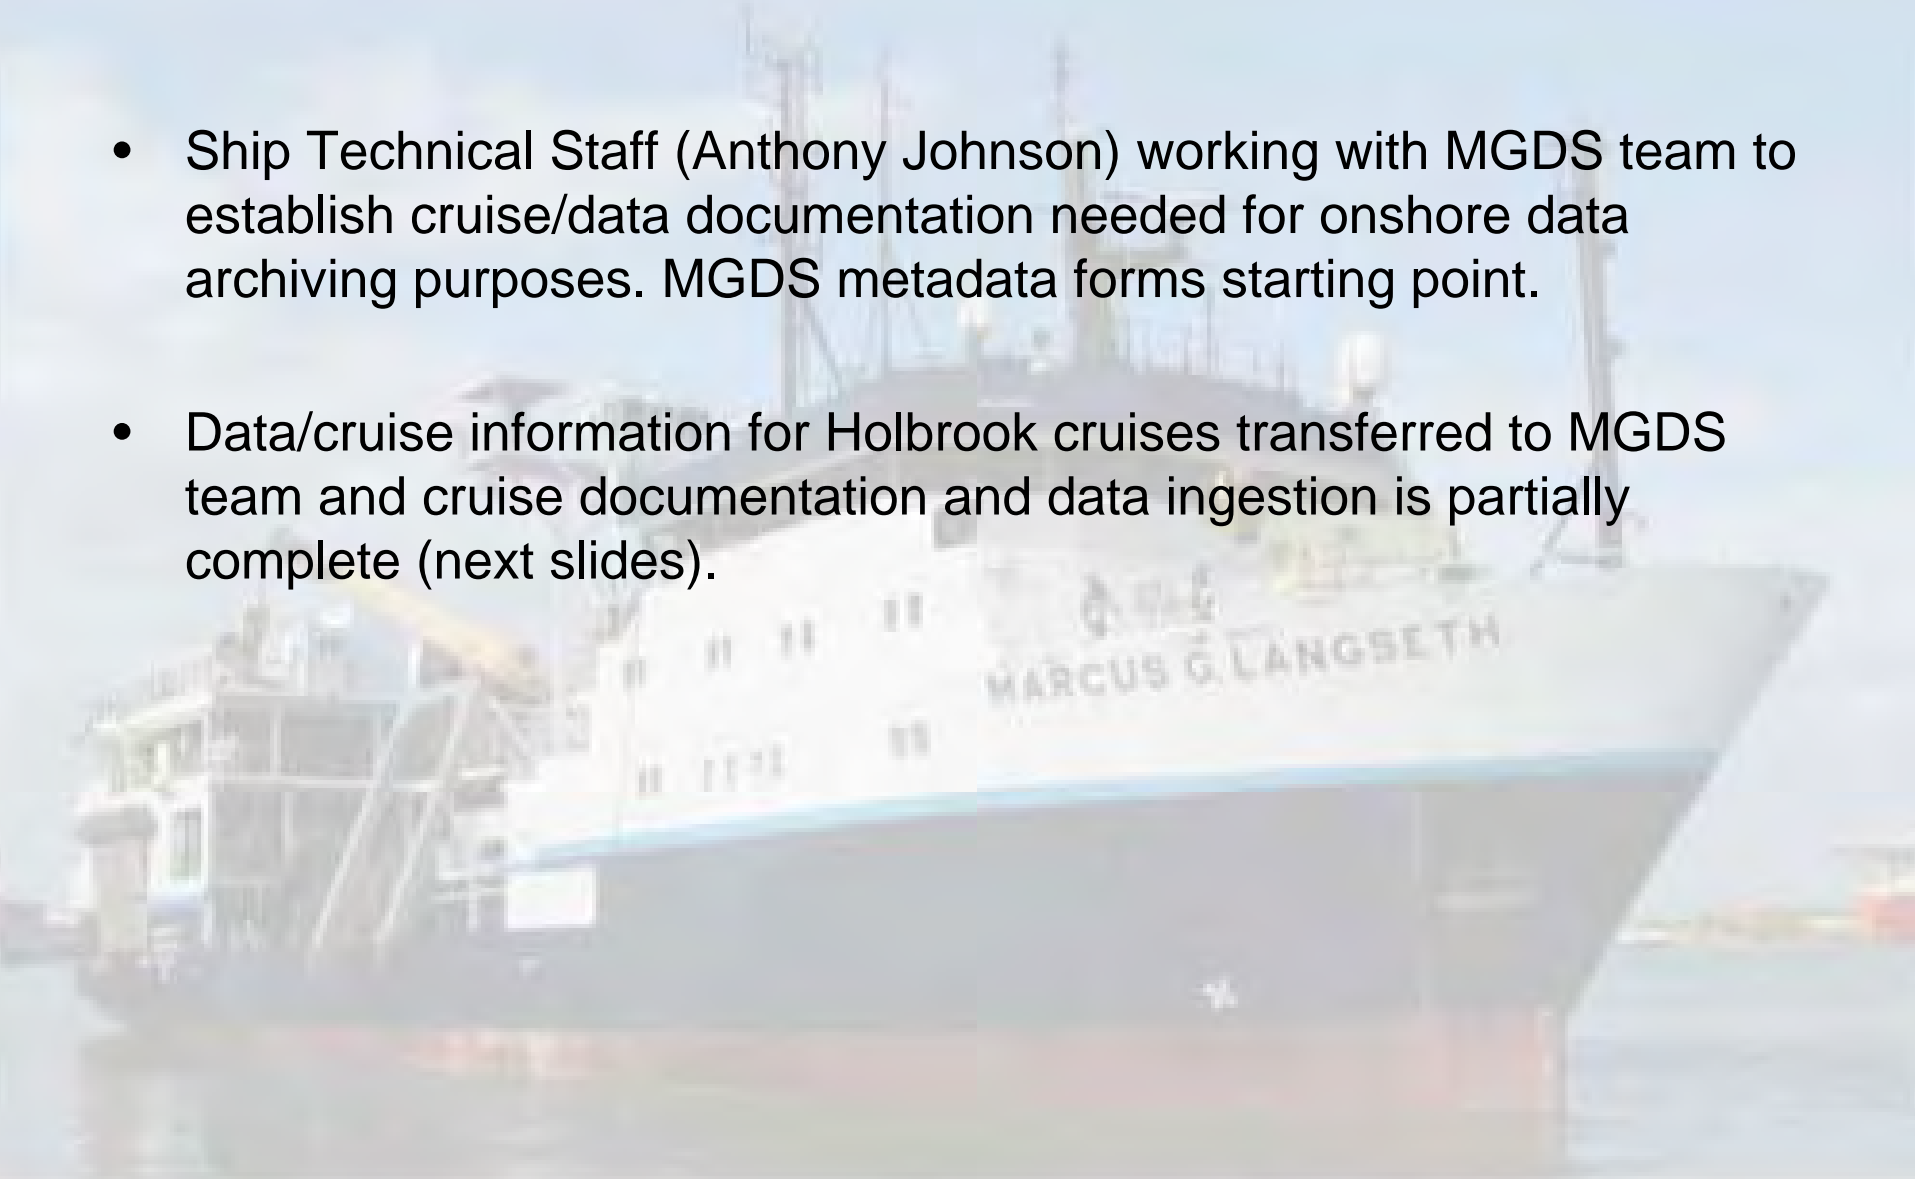 • Ship Technical Staff (Anthony Johnson) working with MGDS team to
establish cruise/data documentation needed for onshore data
archiving purposes. MGDS metadata forms starting point.
• Data/cruise information for Holbrook cruises transferred to MGDS
team and cruise documentation and data ingestion is partially
complete (next slides).
MARCUS G. LANGSETH